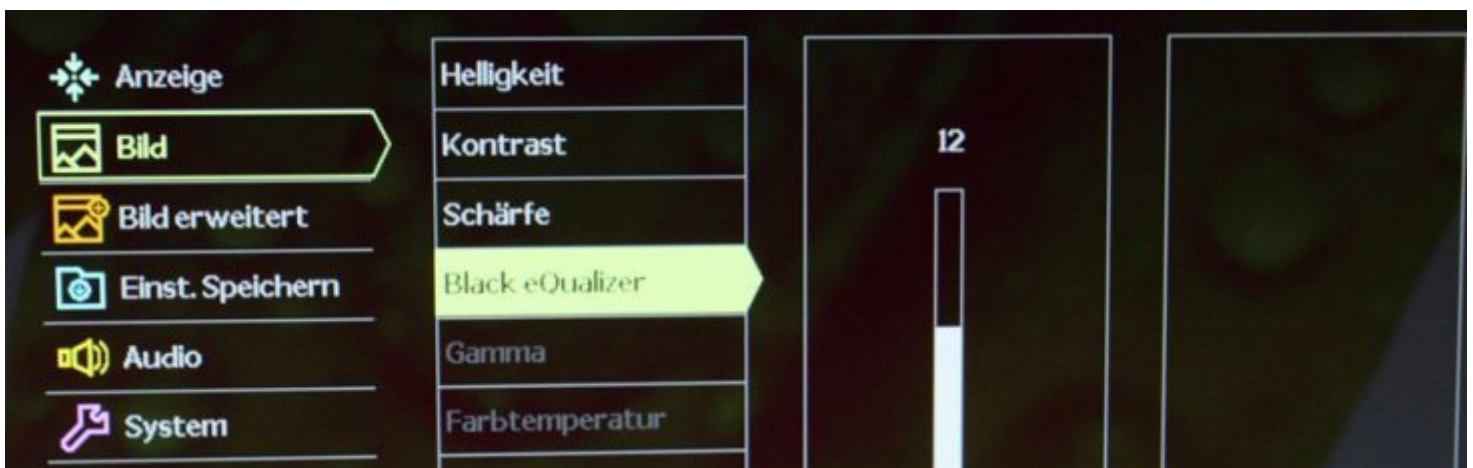 Anzeige
Bild
Bild erweitert
Einst. Speichern
Audio
System
Helligkeit
Kontrast
Schärfe
Black eQualizer
Gamma
Farbtemperatur
12